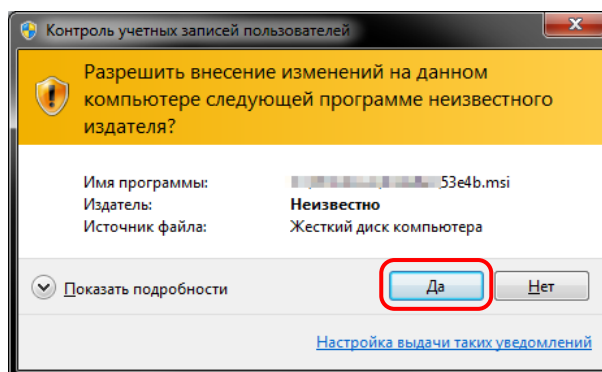 Контроль учетных записей пользователей
Разрешить внесение изменений на данном
компьютере следующей программе неизвестного
издателя?
Имя программы: 53e4b.msi
Издатель: Неизвестно
Источник файла: Жесткий диск компьютера
Показать подробности Да Нет
Настройка выдачи таких уведомлений